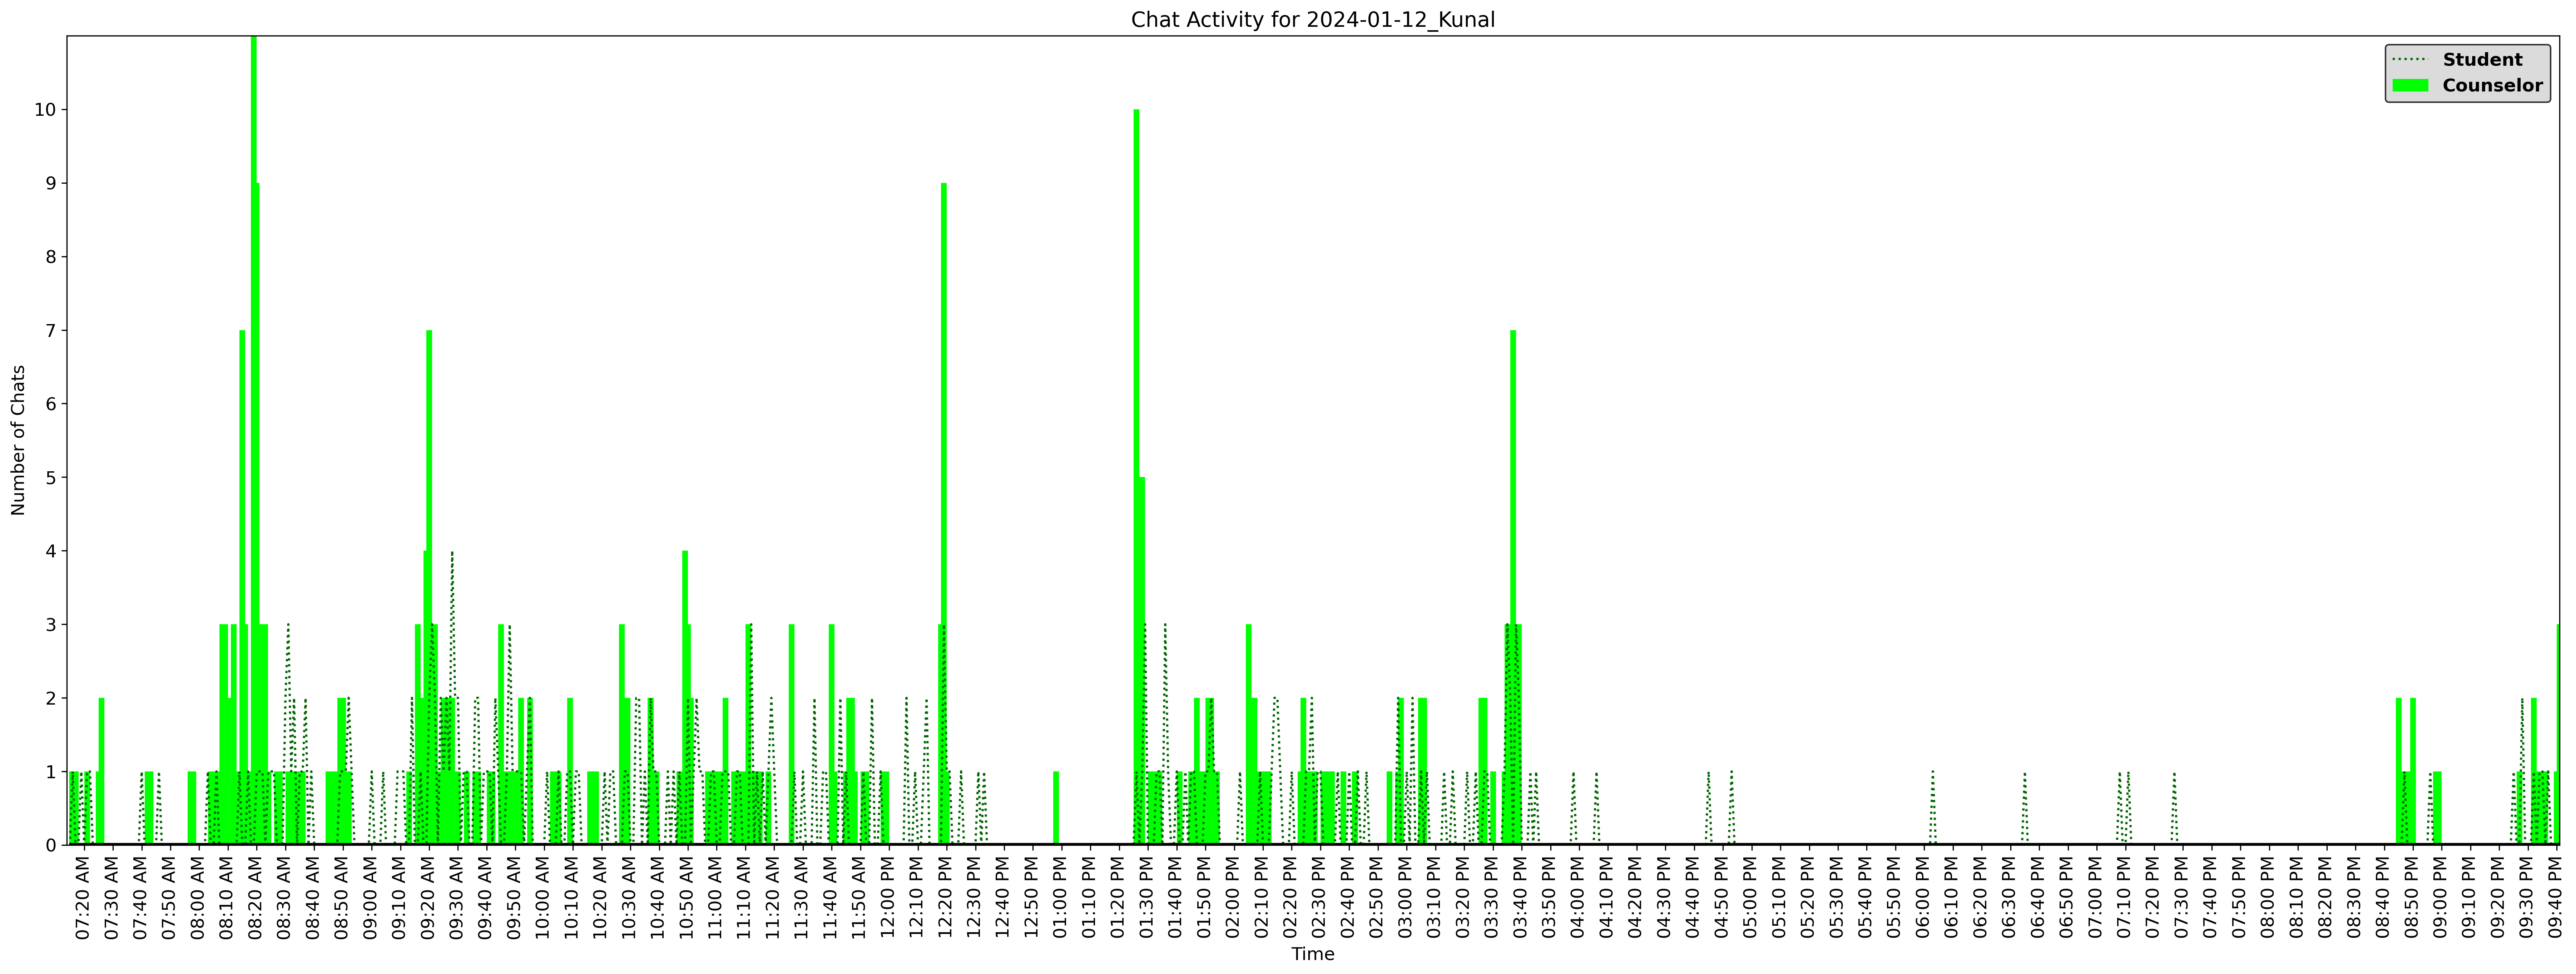 Chat Activity for 2024-01-12_Kunal
Student
Counselor
Number of Chats
10
9
8
7
6
5
4
3
2
1
0
07:20 AM
07:30 AM
07:40 AM
07:50 AM
08:00 AM
08:10 AM
08:20 AM
08:30 AM
08:40 AM
08:50 AM
09:00 AM
09:10 AM
09:20 AM
09:30 AM
09:40 AM
09:50 AM
10:00 AM
10:10 AM
10:20 AM
10:30 AM
10:40 AM
10:50 AM
11:00 AM
11:10 AM
11:20 AM
11:30 AM
11:40 AM
11:50 AM
12:00 PM
12:10 PM
12:20 PM
12:30 PM
12:40 PM
12:50 PM
01:00 PM
01:10 PM
01:20 PM
01:30 PM
01:40 PM
01:50 PM
02:00 PM
02:10 PM
02:20 PM
02:30 PM
02:40 PM
02:50 PM
03:00 PM
03:10 PM
03:20 PM
03:30 PM
03:40 PM
03:50 PM
04:00 PM
04:10 PM
04:20 PM
04:30 PM
04:40 PM
04:50 PM
05:00 PM
05:10 PM
05:20 PM
05:30 PM
05:40 PM
05:50 PM
06:00 PM
06:10 PM
06:20 PM
06:30 PM
06:40 PM
06:50 PM
07:00 PM
07:10 PM
07:20 PM
07:30 PM
07:40 PM
07:50 PM
08:00 PM
08:10 PM
08:20 PM
08:30 PM
08:40 PM
08:50 PM
09:00 PM
09:10 PM
09:20 PM
09:30 PM
09:40 PM
Time